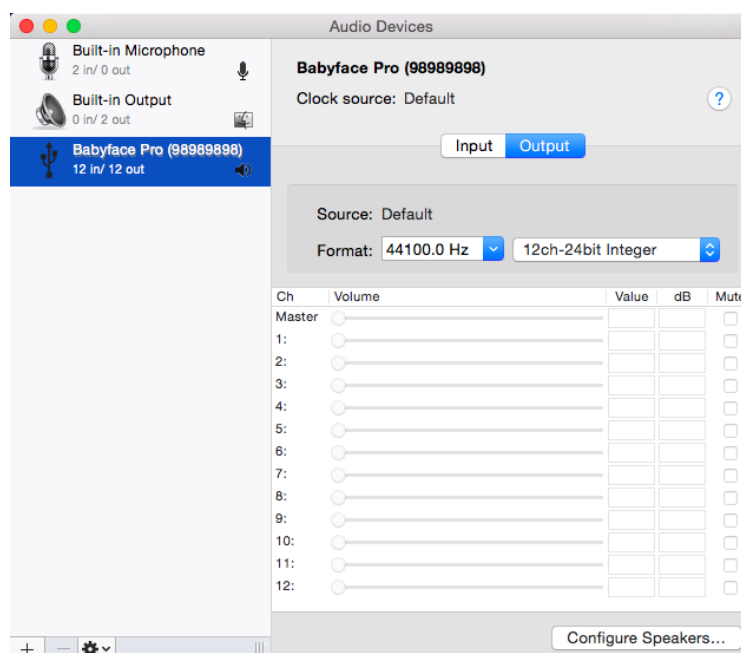 Audio Devices
Built-in Microphone
2 in/ 0 out
Built-in Output
0 in/ 2 out
Babyface Pro (98989898)
12 in/ 12 out
Babyface Pro (98989898)
Clock source: Default
?
Input Output
Source: Default
Format: 44100.0 Hz 12ch-24bit Integer
Ch Volume Value dB Mute
Master
1:
2:
3:
4:
5:
6:
7:
8:
9:
10:
11:
12:
Configure Speakers...